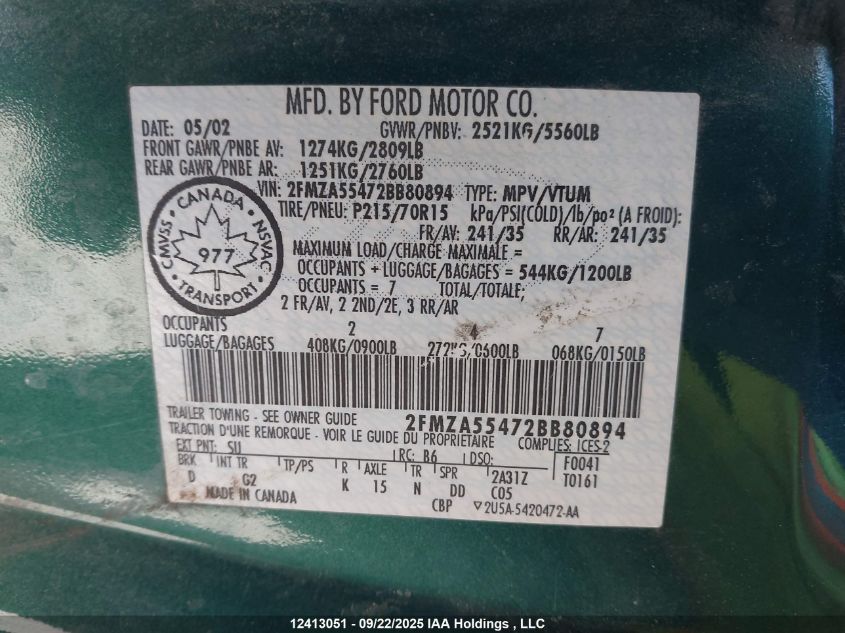 MFD. BY FORD MOTOR CO.
DATE: 05/02 GVWR/PNBV: 2521KG/5560LB
FRONT GAWR/PNBE AV: 1274KG/2809LB
REAR GAWR/PNBE AR: 1251KG/2760LB
VIN: 2FMZA55472BB80894 TYPE: MPV/VTUM
TIRE/PNEU: P215/70R15 kPa/PSI(COLD)/lb/po² (A FROID):
FR/AV: 241/35 RR/AR: 241/35
CANADA
CMVSS NSVAC
977
TRANSPORT
MAXIMUM LOAD/CHARGE MAXIMALE =
OCCUPANTS + LUGGAGE/BAGAGES = 544KG/1200LB
OCCUPANTS = 7 TOTAL/TOTALE;
2 FR/AV, 2 2ND/2E, 3 RR/AR
OCCUPANTS 2 4 7
LUGGAGE/BAGAGES 408KG/0900LB 272KG/0600LB 068KG/0150LB
TRAILER TOWING - SEE OWNER GUIDE 2FMZA55472BB80894
TRACTION D'UNE REMORQUE - VOIR LE GUIDE DU PROPRIÉTAIRE COMPLIES: ICES-2
EXT PNT: SU RC: B6 DSO: F0041
BRK INT TR TP/PS R AXLE TR SPR 2A31Z T0161
D G2 K 15 N DD C05
MADE IN CANADA CBP 2U5A-5420472-AA
12413051 - 09/22/2025 IAA Holdings , LLC